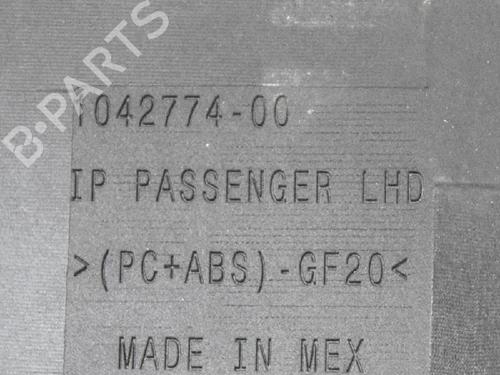 B-PARTS
1042774-00
IP PASSENGER LHD
>(PC+ABS)-GF20<
MADE IN MEX